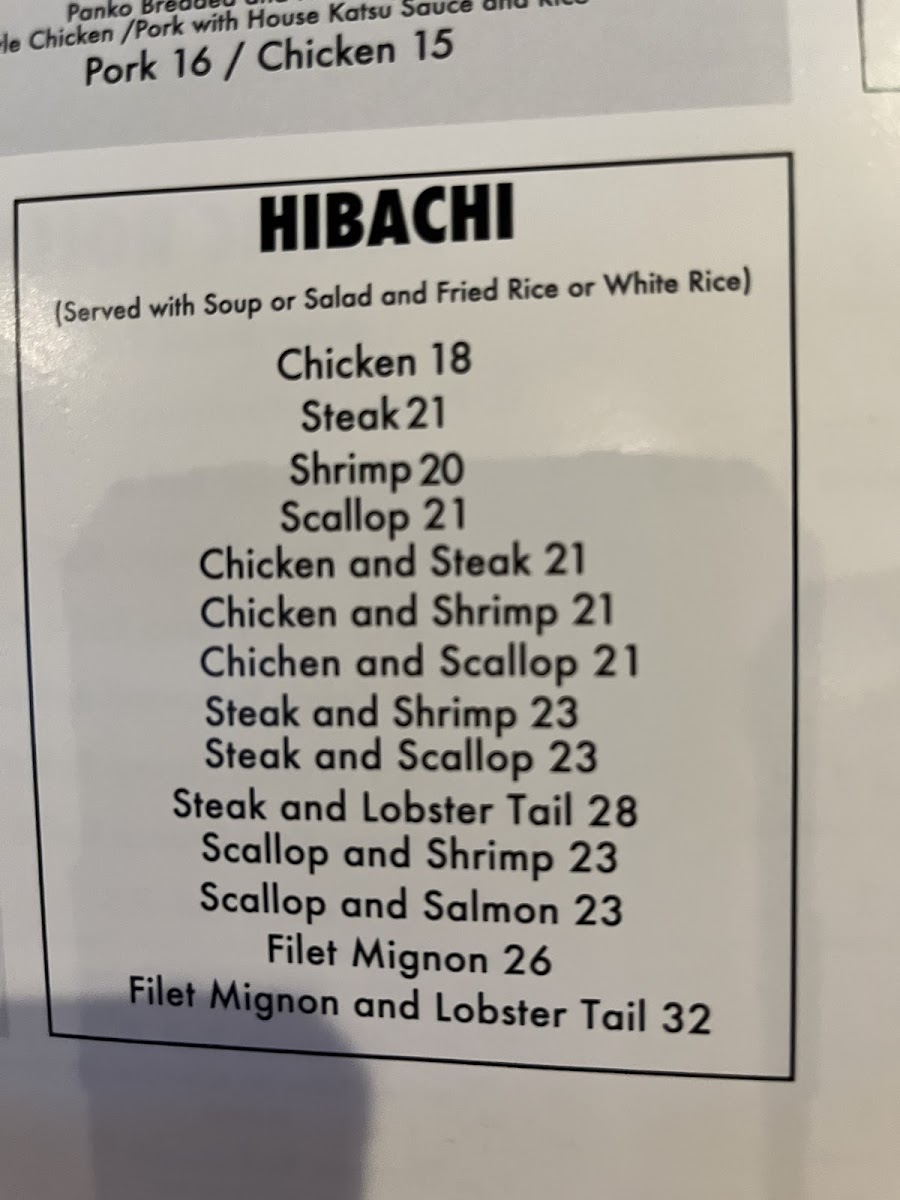 Panko Breaded
le Chicken /Pork with House Katsu Sauce and Rice
Pork 16 / Chicken 15
HIBACHI
(Served with Soup or Salad and Fried Rice or White Rice)
Chicken 18
Steak 21
Shrimp 20
Scallop 21
Chicken and Steak 21
Chicken and Shrimp 21
Chichen and Scallop 21
Steak and Shrimp 23
Steak and Scallop 23
Steak and Lobster Tail 28
Scallop and Shrimp 23
Scallop and Salmon 23
Filet Mignon 26
Filet Mignon and Lobster Tail 32